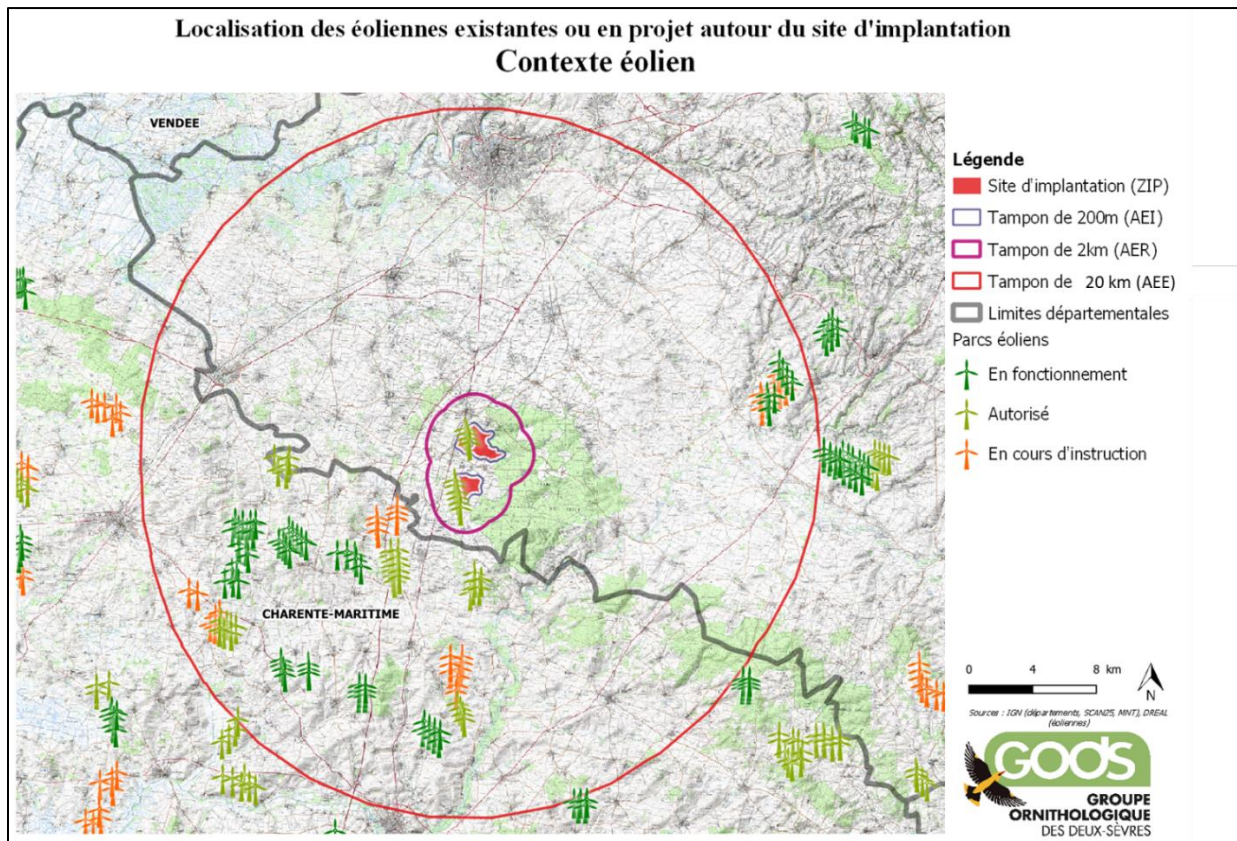 Localisation des éoliennes existantes ou en projet autour du site d'implantation
Contexte éolien
VENDEE
CHARENTE-MARITIME
Légende
Site d'implantation (ZIP)
Tampon de 200m (AEI)
Tampon de 2km (AER)
Tampon de 20 km (AEE)
Limites départementales
Parcs éoliens
En fonctionnement
Autorisé
En cours d'instruction
0 4 8 km
N
Sources : IGN (départements, SCAN25, MNT), DREAL
(éoliennes)
GODS
GROUPE
ORNITHOLOGIQUE
DES DEUX-SÈVRES